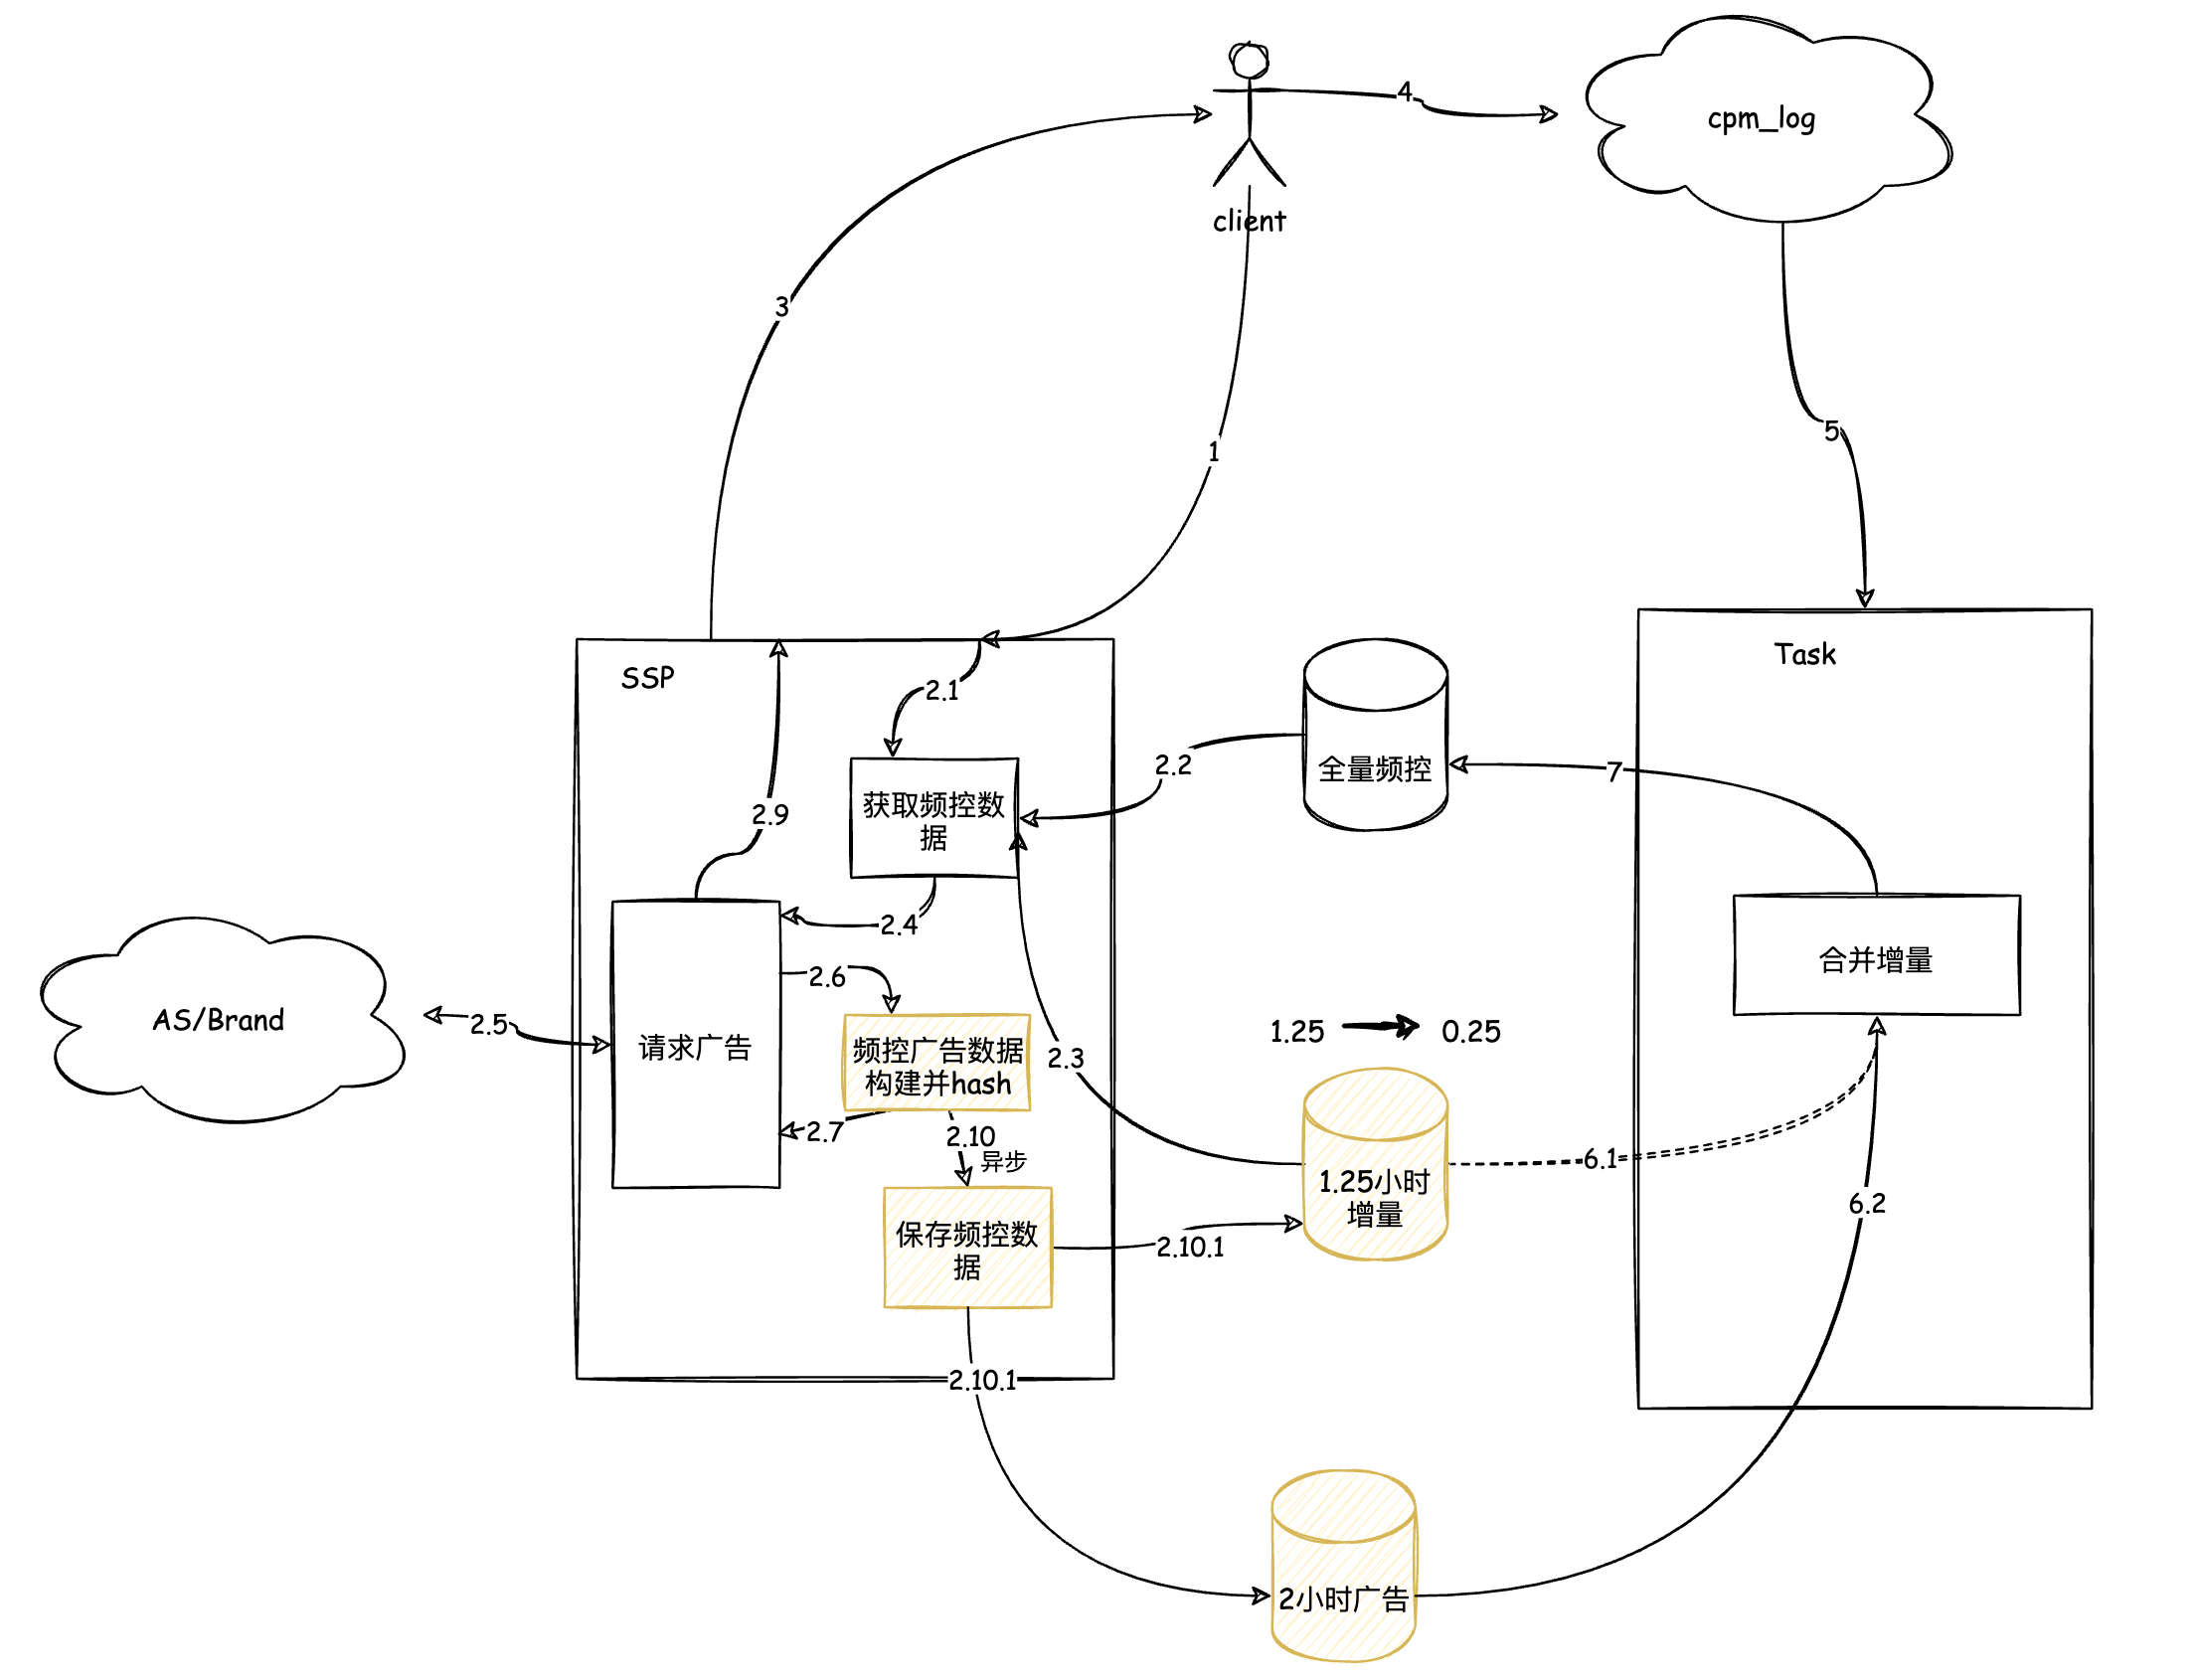 4
cpm_log
client
3
1
5
SSP
Task
2.1
2.2
全量频控
7
获取频控数
据
2.9
2.4
2.6
合并增量
AS/Brand
2.5
请求广告
频控广告数据
构建并hash
2.3
1.25
0.25
2.7
2.10
异步
6.1
1.25小时
增量
6.2
保存频控数
据
2.10.1
2.10.1
2小时广告